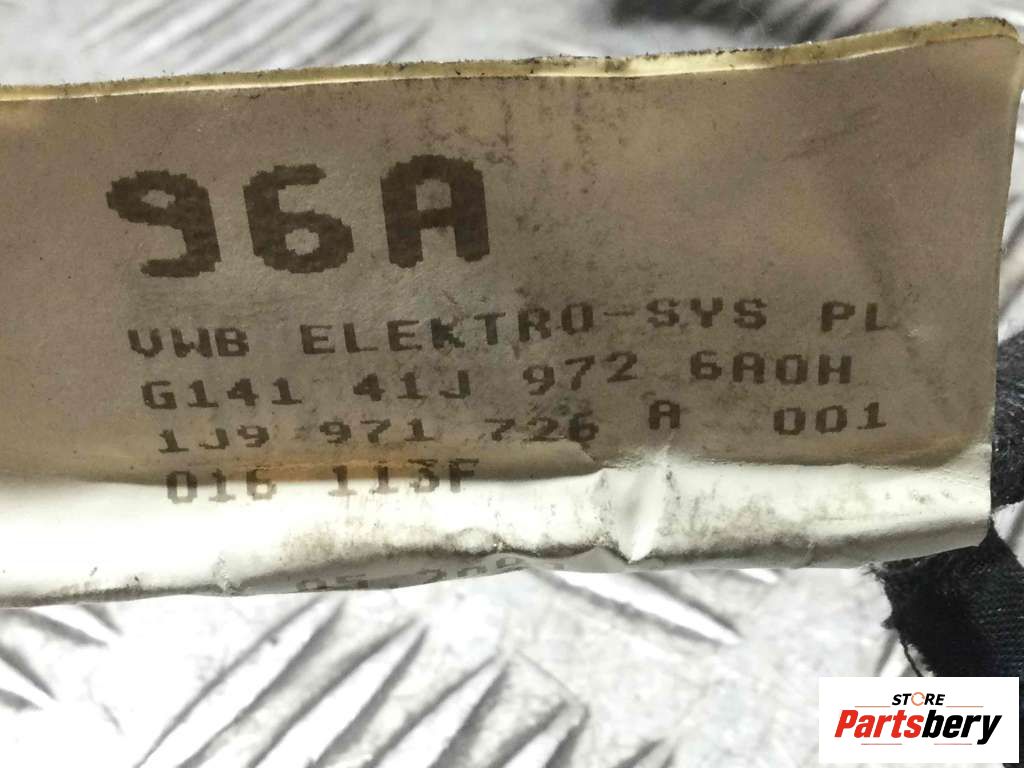 96A
VWB ELEKTRO-SYS PL
G141 41J 972 6A0H
1J9 971 726 A 001
016 113F
STORE
Partsbery